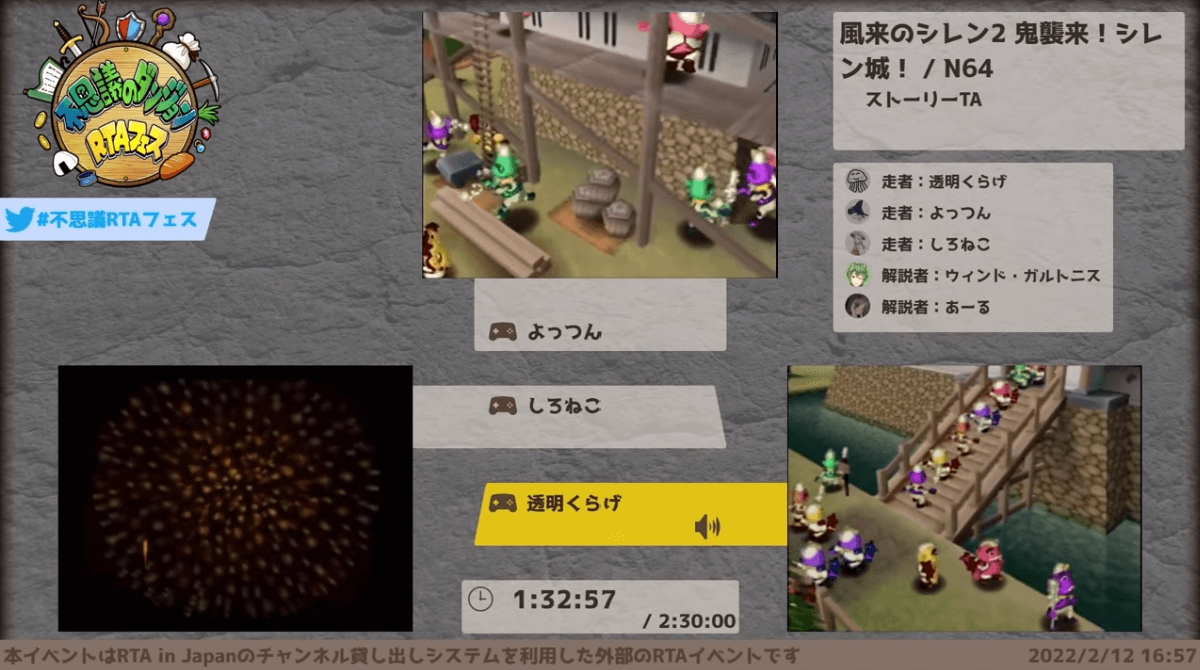 不思議のダンジョン
RTAフェス
#不思議RTAフェス
風来のシレン2 鬼襲来！シレ
ン城！ / N64
ストーリーTA
走者：透明くらげ
走者：よっつん
走者：しろねこ
解説者：ウィンド・ガルトニス
解説者：あーる
よっつん
しろねこ
透明くらげ
1:32:57
/ 2:30:00
本イベントはRTA in Japanのチャンネル貸し出しシステムを利用した外部のRTAイベントです
2022/2/12 16:57